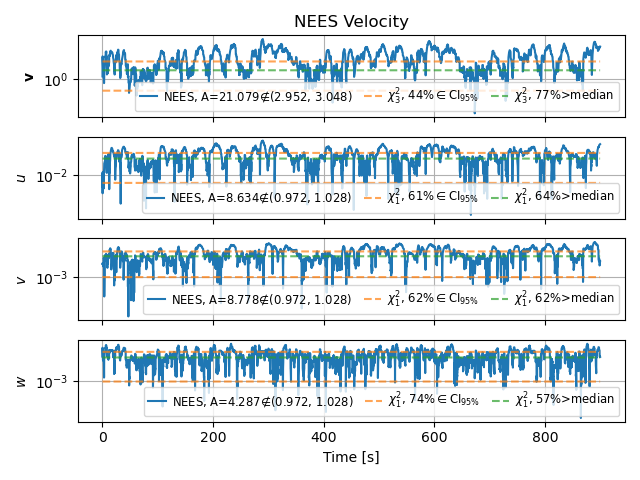 NEES Velocity
v
10⁰
NEES, A=21.079∉(2.952, 3.048) χ²₃, 44%∈CI₉₅% χ²₃, 77%>median
u
10⁻²
NEES, A=8.634∉(0.972, 1.028) χ²₁, 61%∈CI₉₅% χ²₁, 64%>median
v
10⁻³
NEES, A=8.778∉(0.972, 1.028) χ²₁, 62%∈CI₉₅% χ²₁, 62%>median
w
10⁻³
NEES, A=4.287∉(0.972, 1.028) χ²₁, 74%∈CI₉₅% χ²₁, 57%>median
0 200 400 600 800
Time [s]